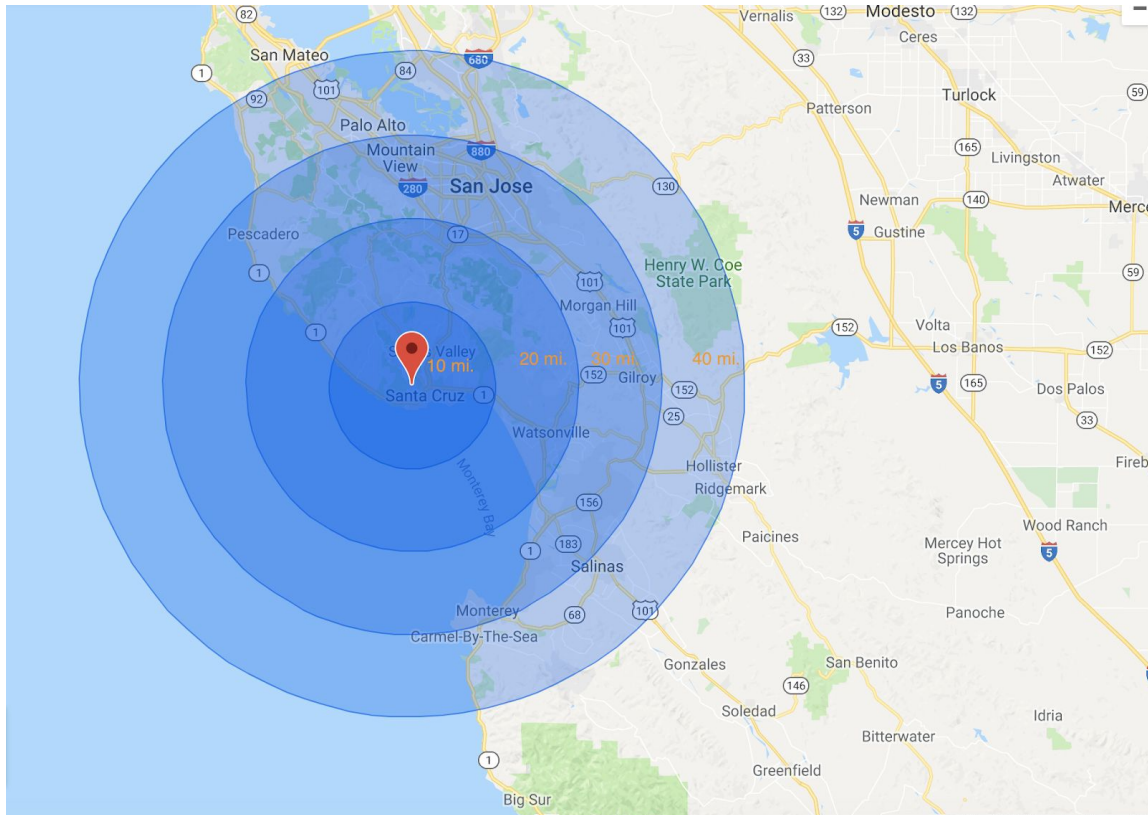 82
Vernalis
132
Modesto
132
Ceres
San Mateo
680
33
1
84
92
101
Turlock
59
Patterson
Palo Alto
Mountain
View
880
165
Livingston
280
San Jose
130
Atwater
Newman
140
Merc
17
Pescadero
5
Gustine
1
Henry W. Coe
State Park
59
101
Morgan Hill
101
1
152
Volta
Los Banos
152
Valley
10 mi.
20 mi.
30 mi.
40 mi.
152
Gilroy
152
5
165
Dos Palos
Santa Cruz
1
25
33
Watsonville
Hollister
Fireb
Ridgemark
Monterey Bay
156
Wood Ranch
Paicines
1
183
Mercey Hot
Springs
5
Salinas
Monterey
68
101
Panoche
Carmel-By-The-Sea
Gonzales
San Benito
146
Soledad
Idria
Bitterwater
1
Greenfield
Big Sur